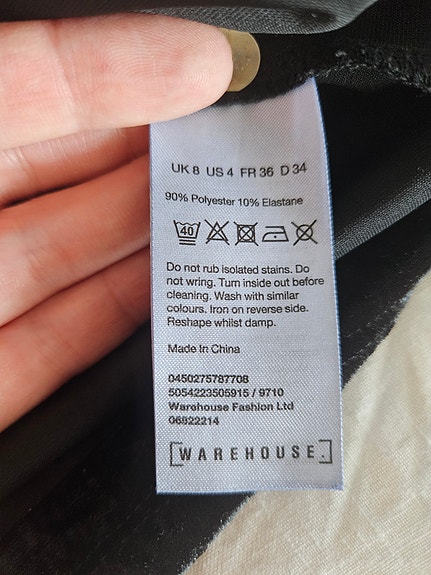 UK 8 US 4 FR 36 D 34
90% Polyester 10% Elastane
40
Do not rub isolated stains. Do
not wring. Turn inside out before
cleaning. Wash with similar
colours. Iron on reverse side.
Reshape whilst damp.
Made In China
0450275787708
5054223505915 / 9710
Warehouse Fashion Ltd
06822214
[WAREHOUSE.]